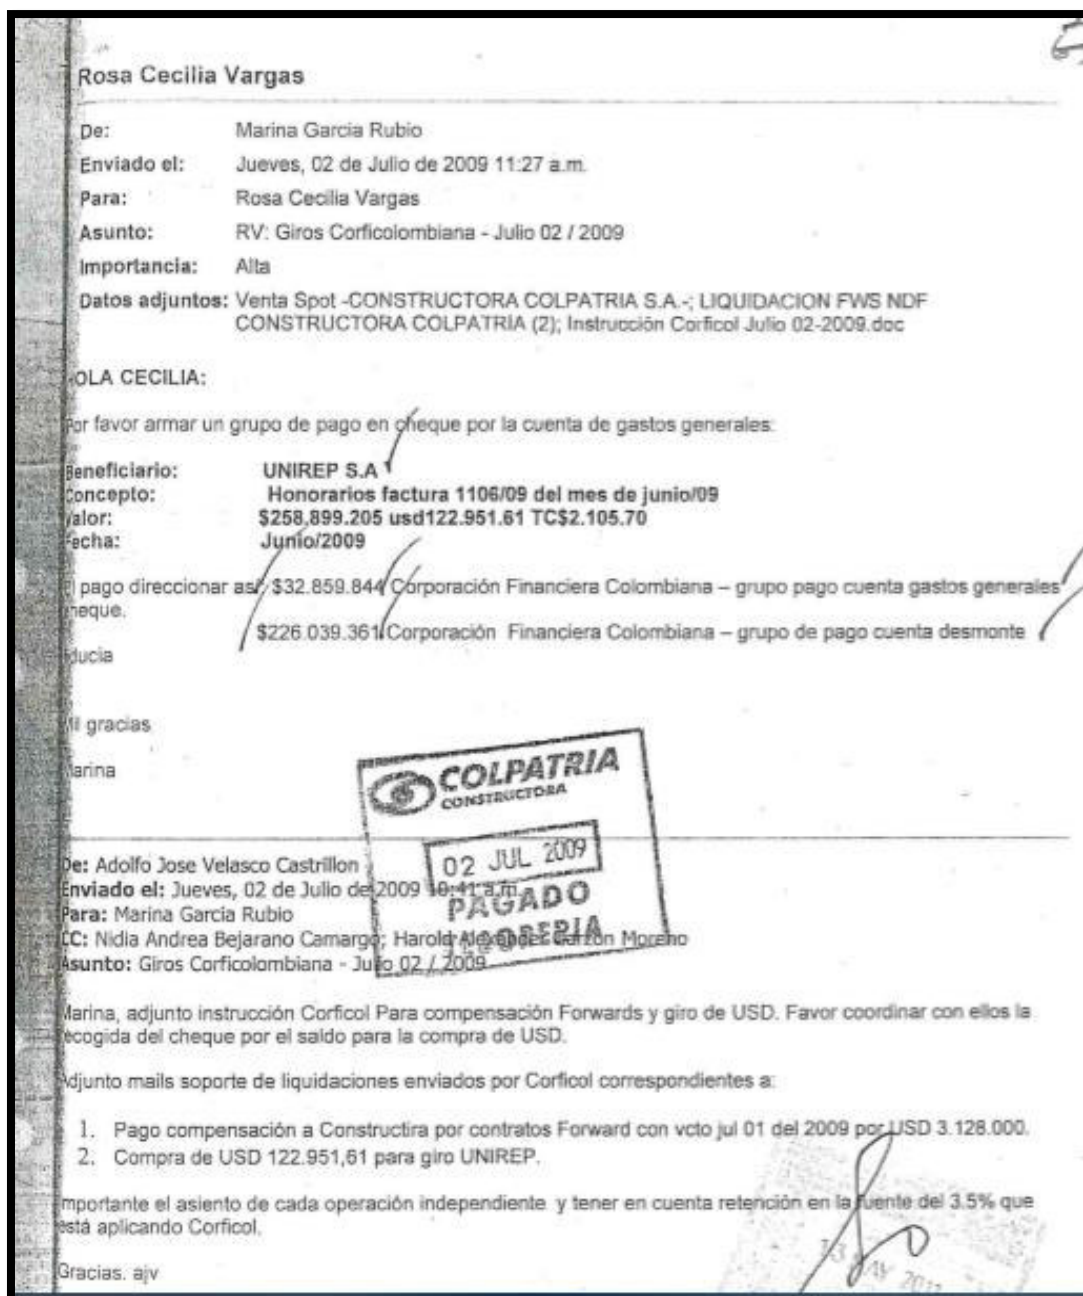 Rosa Cecilia Vargas
De: Marina Garcia Rubio
Enviado el: Jueves, 02 de Julio de 2009 11:27 a.m.
Para: Rosa Cecilia Vargas
Asunto: RV: Giros Corficolombiana - Julio 02 / 2009
Importancia: Alta
Datos adjuntos: Venta Spot -CONSTRUCTORA COLPATRIA S.A.-; LIQUIDACION FWS NDF
CONSTRUCTORA COLPATRIA (2); Instrucción Corficol Julio 02-2009.doc
OLA CECILIA:
or favor armar un grupo de pago en cheque por la cuenta de gastos generales:
Beneficiario: UNIREP S.A
Concepto: Honorarios factura 1106/09 del mes de junio/09
alor: $258.899.205 usd122.951.61 TC$2.105.70
echa: Junio/2009
l pago direccionar así: $32.859.844 Corporación Financiera Colombiana – grupo pago cuenta gastos generales
heque.
$226.039.361 Corporación Financiera Colombiana – grupo de pago cuenta desmonte
ducia
il gracias
arina
COLPATRIA
CONSTRUCTORA
02 JUL 2009
PAGADO
De: Adolfo Jose Velasco Castrillon
Enviado el: Jueves, 02 de Julio de 2009 10:41 a.m.
Para: Marina Garcia Rubio
CC: Nidia Andrea Bejarano Camargo; Harold Alexander Garzon Moreno
Asunto: Giros Corficolombiana - Julio 02 / 2009
Marina, adjunto instrucción Corficol Para compensación Forwards y giro de USD. Favor coordinar con ellos la
ecogida del cheque por el saldo para la compra de USD.
Adjunto mails soporte de liquidaciones enviados por Corficol correspondientes a:
1. Pago compensación a Constructira por contratos Forward con vcto jul 01 del 2009 por USD 3.128.000.
2. Compra de USD 122.951,61 para giro UNIREP.
mportante el asiento de cada operación independiente y tener en cuenta retención en la fuente del 3.5% que
está aplicando Corficol.
Gracias. ajv